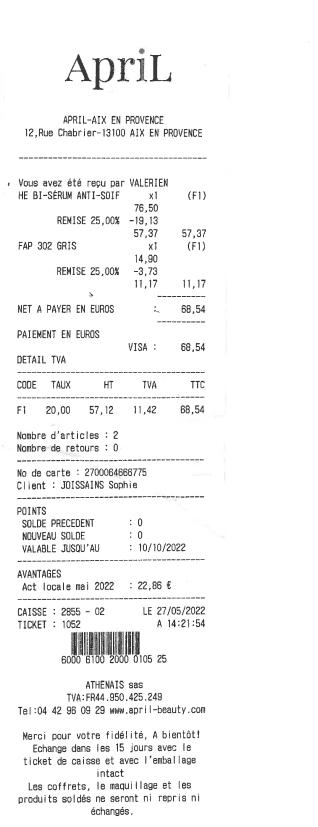 ApriL
APRIL-AIX EN PROVENCE
12,Rue Chabrier-13100 AIX EN PROVENCE
Vous avez été reçu par VALERIEN
HE BI-SERUM ANTI-SOIF x1 (F1)
76,50
REMISE 25,00% -19,13
57,37 57,37
FAP 302 GRIS x1 (F1)
14,90
REMISE 25,00% -3,73
11,17 11,17
NET A PAYER EN EUROS : 68,54
PAIEMENT EN EUROS
VISA : 68,54
DETAIL TVA
CODE TAUX HT TVA TTC
F1 20,00 57,12 11,42 68,54
Nombre d'articles : 2
Nombre de retours : 0
No de carte : 2700064666775
Client : JOISSAINS Sophie
POINTS
SOLDE PRECEDENT : 0
NOUVEAU SOLDE : 0
VALABLE JUSQU'AU : 10/10/2022
AVANTAGES
Act locale mai 2022 : 22,86 €
CAISSE : 2855 - 02 LE 27/05/2022
TICKET : 1052 A 14:21:54
6000 6100 2000 0105 25
ATHENAIS sas
TVA:FR44.950.425.249
Tel:04 42 96 09 29 www.april-beauty.com
Merci pour votre fidélité, A bientôt!
Echange dans les 15 jours avec le
ticket de caisse et avec l'emballage
intact
Les coffrets, le maquillage et les
produits soldés ne seront ni repris ni
échangés.